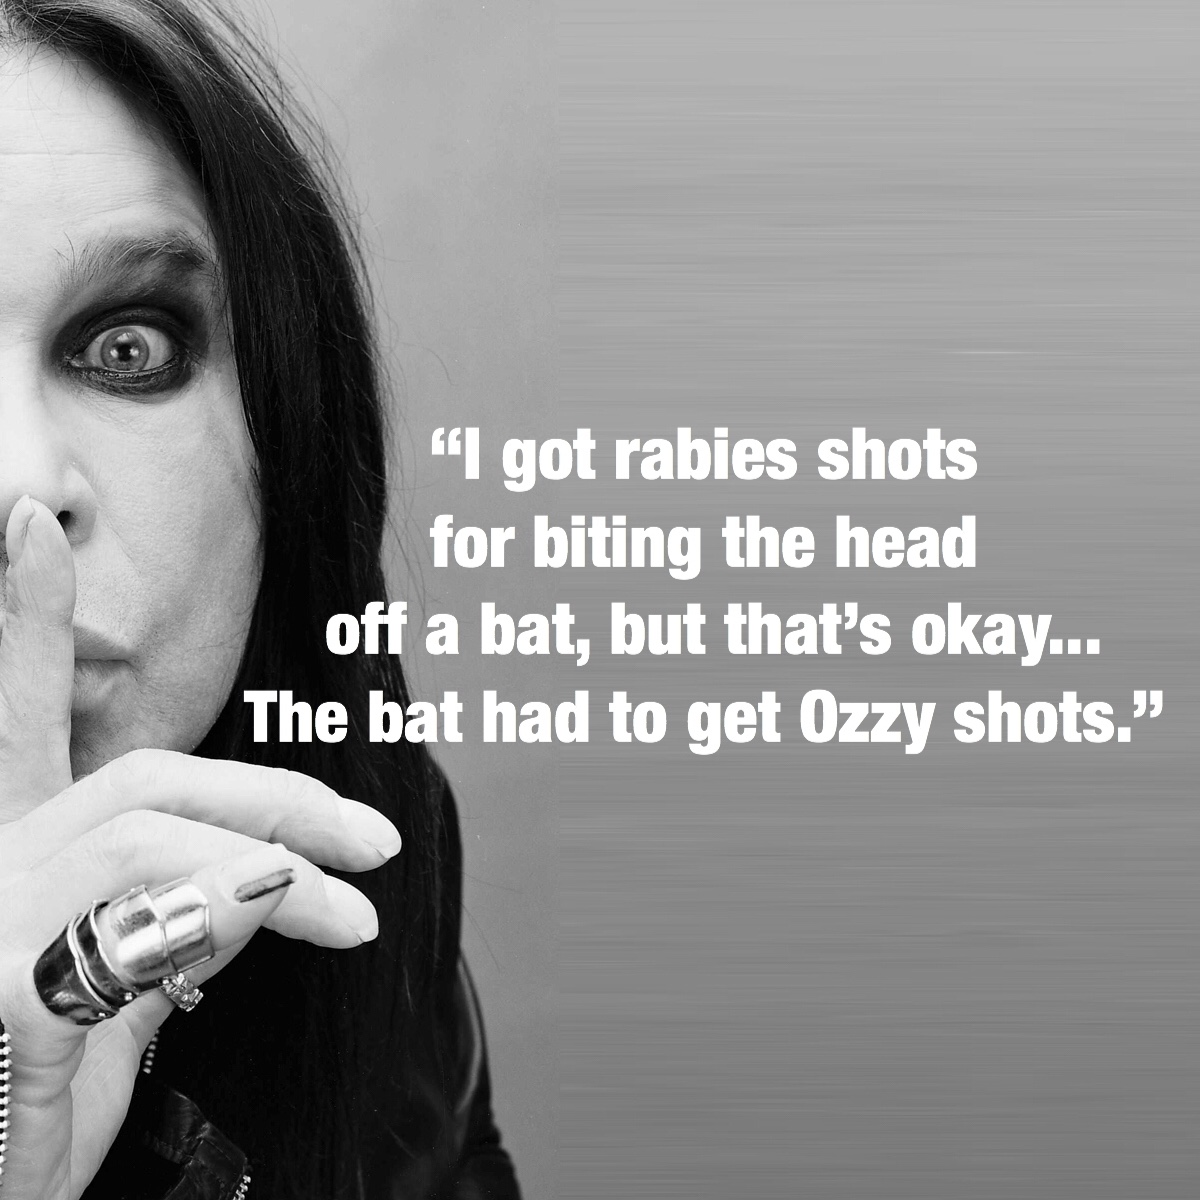 “I got rabies shots
for biting the head
off a bat, but that’s okay...
The bat had to get Ozzy shots.”